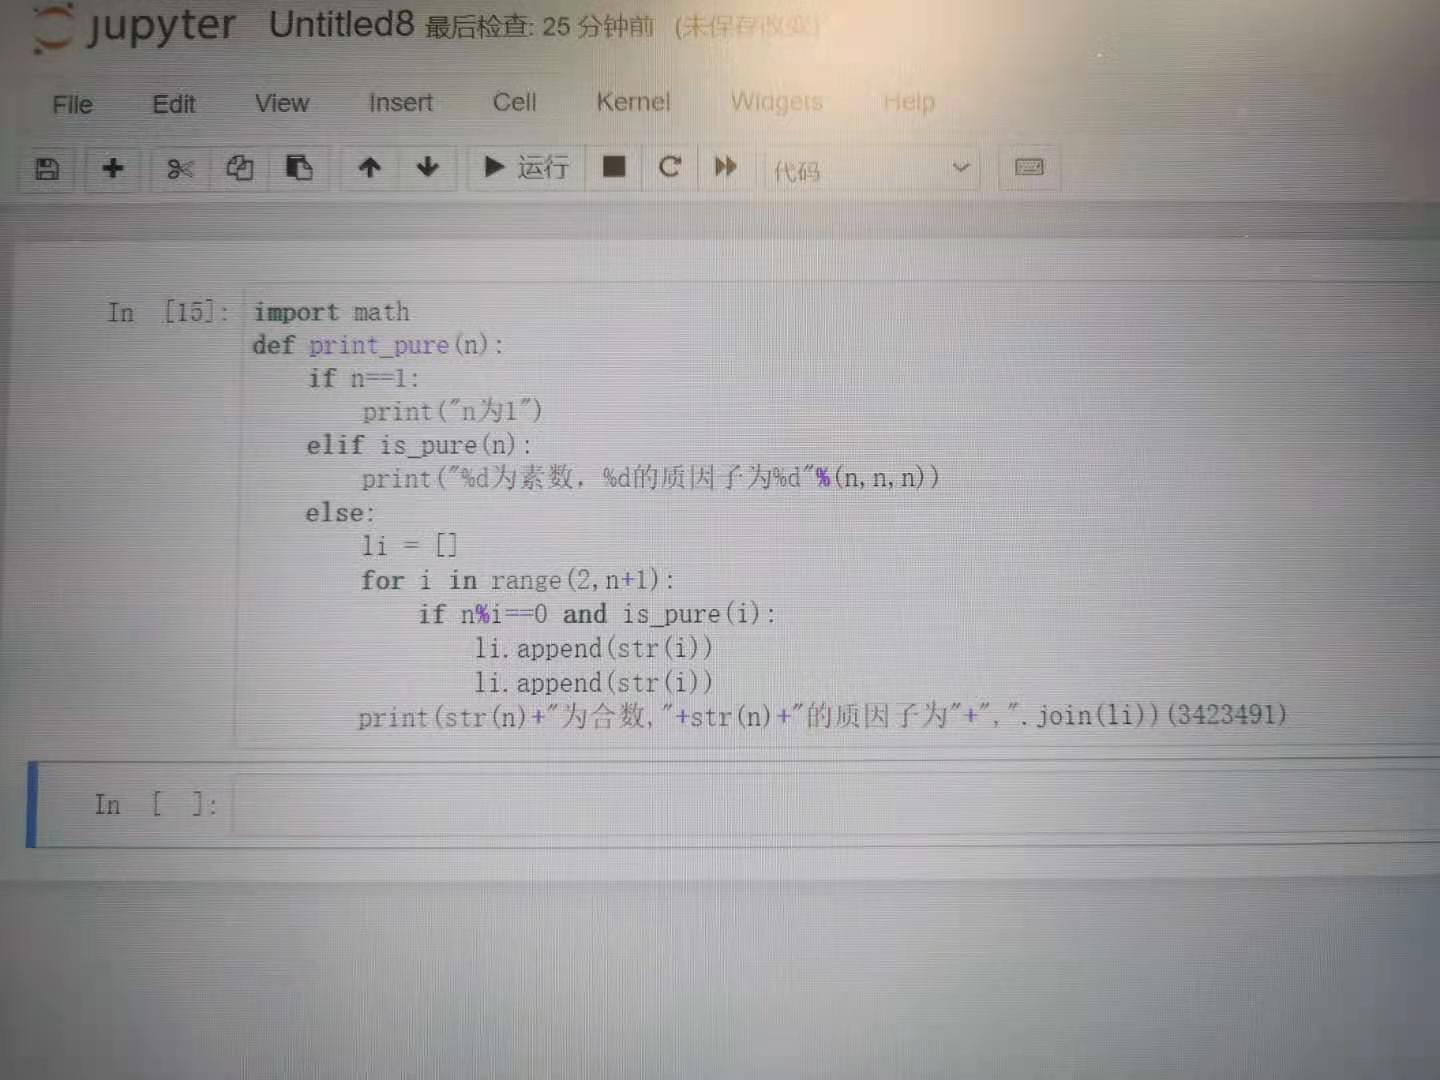 jupyter Untitled8 最后检查: 25 分钟前 (未保存改变)
File Edit View Insert Cell Kernel Widgets Help
运行 代码
In [15]: import math
def print_pure(n):
    if n==1:
        print("n为1")
    elif is_pure(n):
        print("%d为素数，%d的质因子为%d"%(n,n,n))
    else:
        li = []
        for i in range(2,n+1):
            if n%i==0 and is_pure(i):
                li.append(str(i))
                li.append(str(i))
        print(str(n)+"为合数,"+str(n)+"的质因子为"+",".join(li))(3423491)
In [ ]: